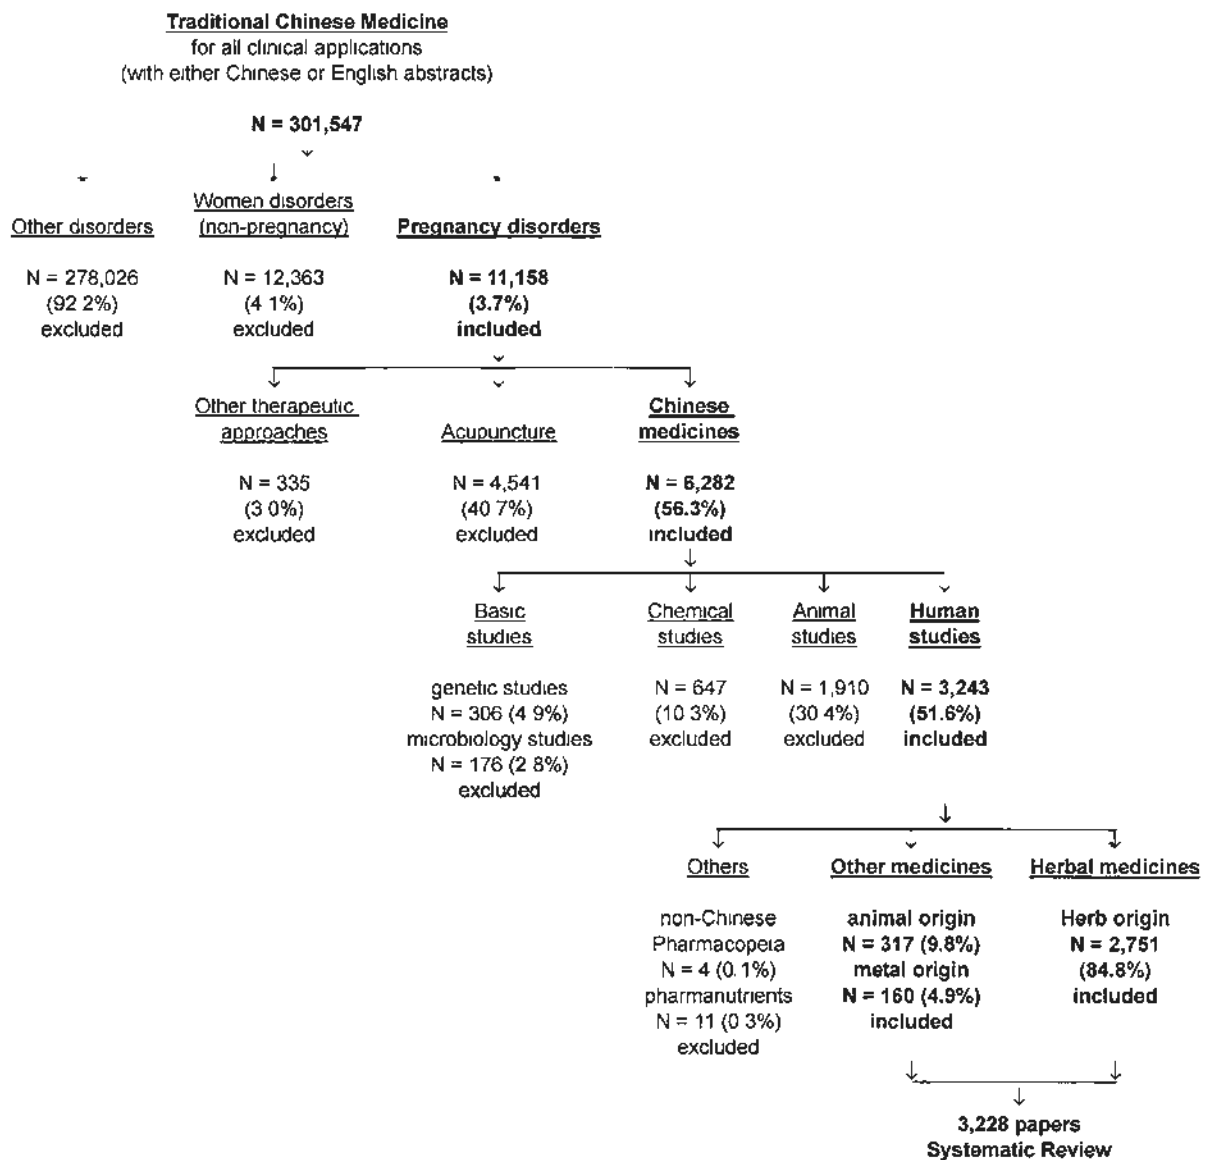 Traditional Chinese Medicine
for all clinical applications
(with either Chinese or English abstracts)
N = 301,547
Other disorders
N = 278,026
(92 2%)
excluded
Women disorders
(non-pregnancy)
N = 12,363
(4 1%)
excluded
Pregnancy disorders
N = 11,158
(3.7%)
included
Other therapeutic
approaches
N = 335
(3 0%)
excluded
Acupuncture
N = 4,541
(40 7%)
excluded
Chinese
medicines
N = 6,282
(56.3%)
included
Basic
studies
genetic studies
N = 306 (4 9%)
microbiology studies
N = 176 (2 8%)
excluded
Chemical
studies
N = 647
(10 3%)
excluded
Animal
studies
N = 1,910
(30 4%)
excluded
Human
studies
N = 3,243
(51.6%)
included
Others
non-Chinese
Pharmacopeia
N = 4 (0.1%)
pharmanutrients
N = 11 (0 3%)
excluded
Other medicines
animal origin
N = 317 (9.8%)
metal origin
N = 160 (4.9%)
included
Herbal medicines
Herb origin
N = 2,751
(84.8%)
included
3,228 papers
Systematic Review